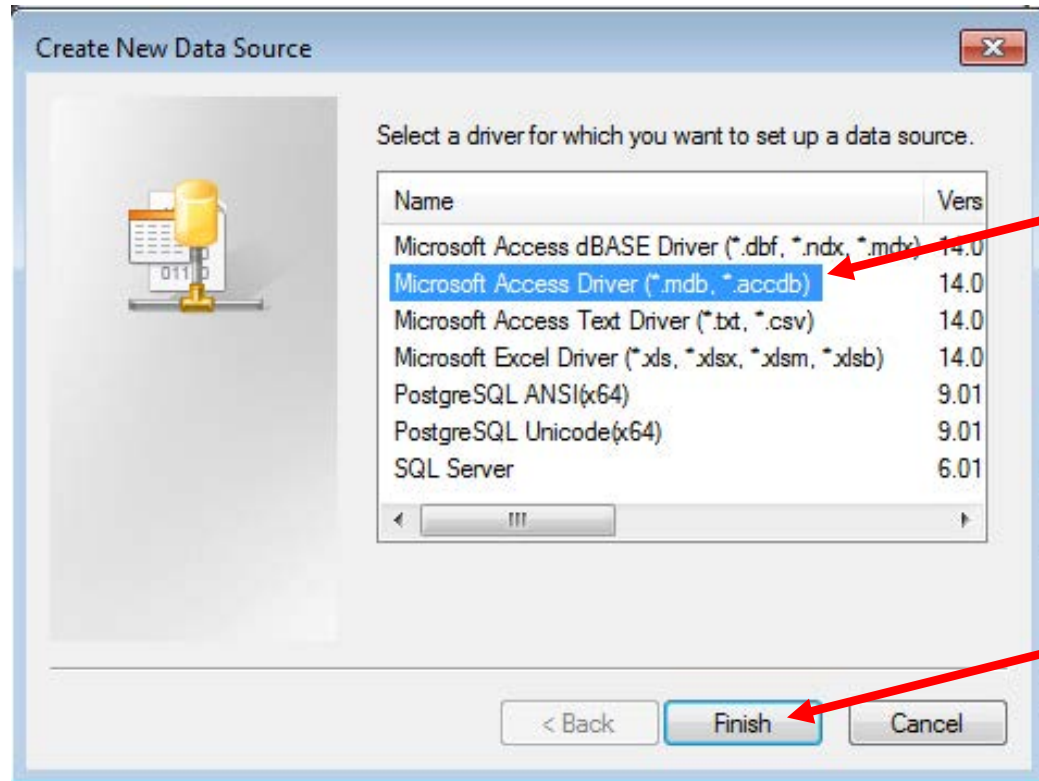 Create New Data Source
Select a driver for which you want to set up a data source.
Name Vers
Microsoft Access dBASE Driver (*.dbf, *.ndx, *.mdx) 14.0
Microsoft Access Driver (*.mdb, *.accdb) 14.0
Microsoft Access Text Driver (*.txt, *.csv) 14.0
Microsoft Excel Driver (*.xls, *.xlsx, *.xlsm, *.xlsb) 14.0
PostgreSQL ANSI(x64) 9.01
PostgreSQL Unicode(x64) 9.01
SQL Server 6.01
< Back Finish Cancel